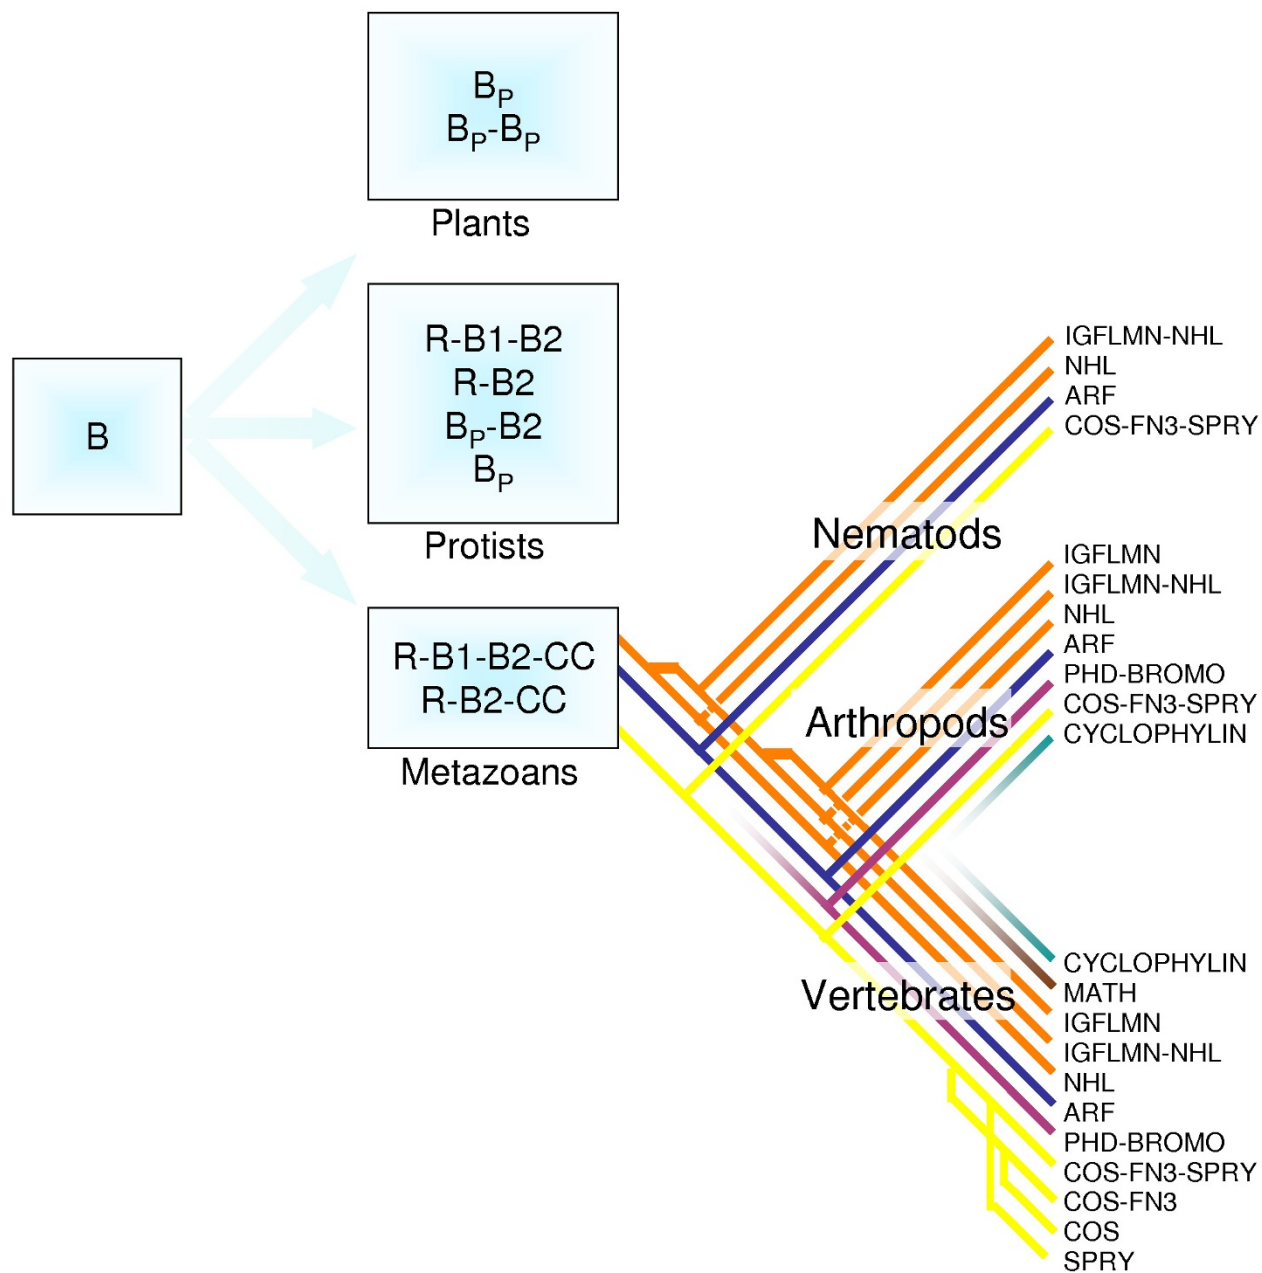 B
B_P
B_P-B_P
Plants
R-B1-B2
R-B2
B_P-B2
B_P
Protists
R-B1-B2-CC
R-B2-CC
Metazoans
Nematods
IGFLMN-NHL
NHL
ARF
COS-FN3-SPRY
Arthropods
IGFLMN
IGFLMN-NHL
NHL
ARF
PHD-BROMO
COS-FN3-SPRY
CYCLOPHYLIN
Vertebrates
CYCLOPHYLIN
MATH
IGFLMN
IGFLMN-NHL
NHL
ARF
PHD-BROMO
COS-FN3-SPRY
COS-FN3
COS
SPRY